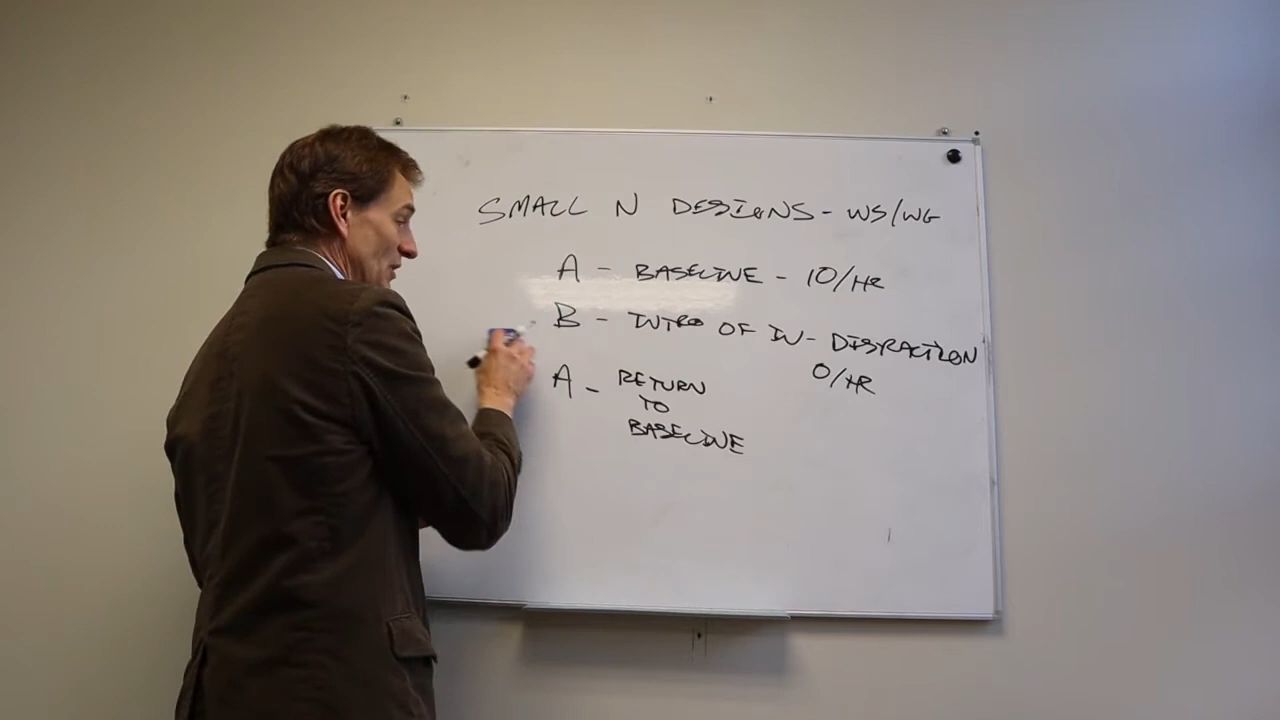 SMALL N DESIGNS - WS/WG
A - BASELINE - 10/HR
B - INTRO OF IV - DISTRACTION
0/HR
A - RETURN
TO
BASELINE